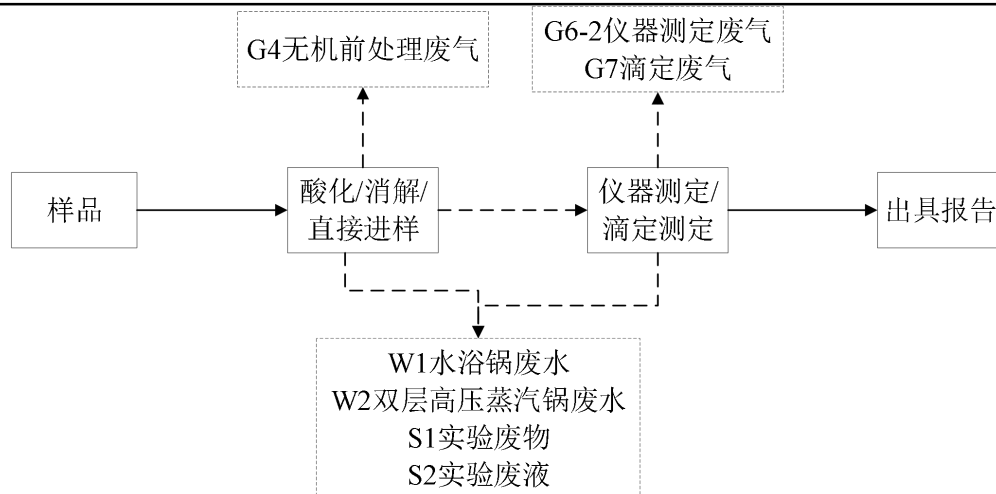 G4无机前处理废气
G6-2仪器测定废气
G7滴定废气
样品
酸化/消解/
直接进样
仪器测定/
滴定测定
出具报告
W1水浴锅废水
W2双层高压蒸汽锅废水
S1实验废物
S2实验废液